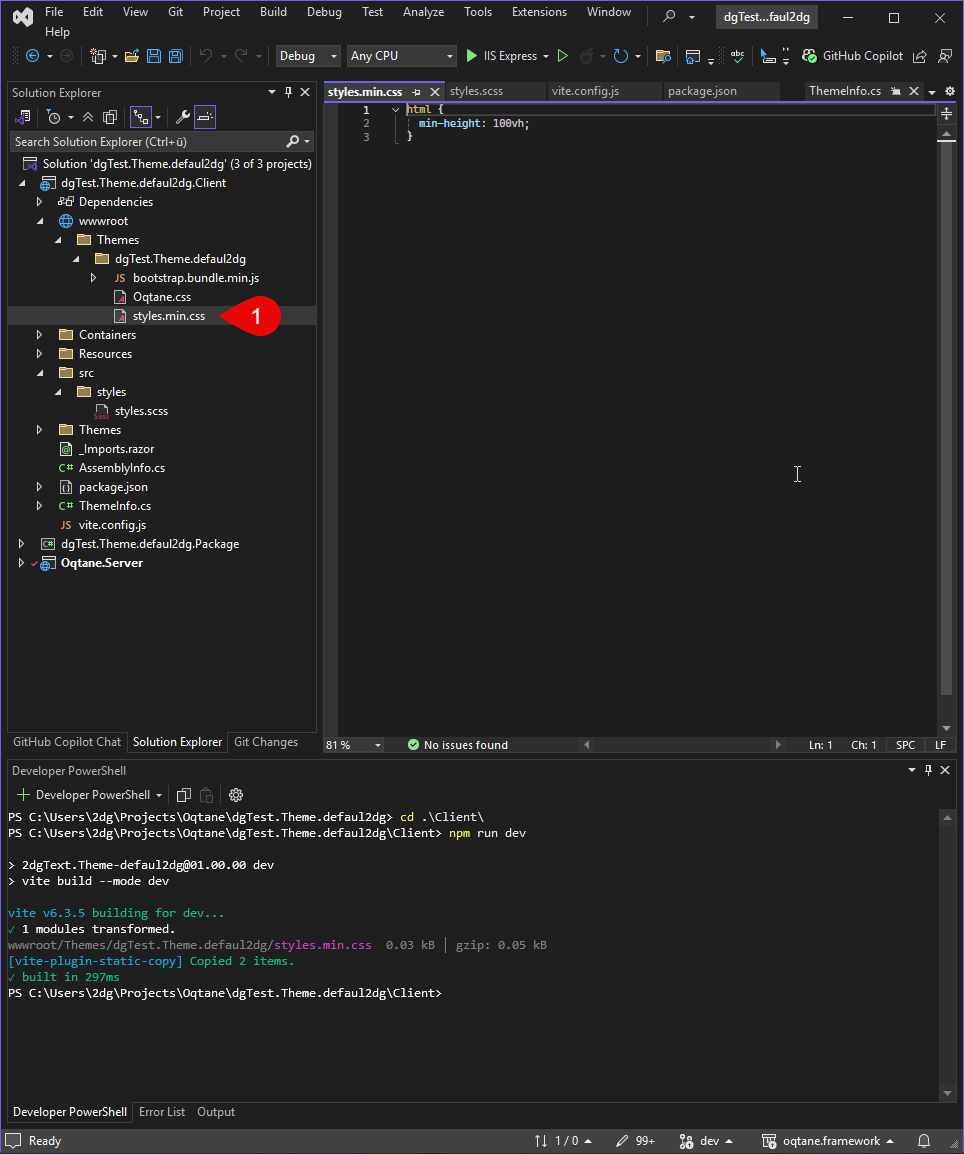 File Edit View Git Project Build Debug Test Analyze Tools Extensions Window dgTest...faul2dg
Help
Debug Any CPU IIS Express abc GitHub Copilot
Solution Explorer
Search Solution Explorer (Ctrl+ü)
Solution 'dgTest.Theme.defaul2dg' (3 of 3 projects)
dgTest.Theme.defaul2dg.Client
Dependencies
wwwroot
Themes
dgTest.Theme.defaul2dg
JS bootstrap.bundle.min.js
Oqtane.css
styles.min.css
1
Containers
Resources
src
styles
Sass styles.scss
Themes
@ _Imports.razor
C# AssemblyInfo.cs
package.json
C# ThemeInfo.cs
JS vite.config.js
C# dgTest.Theme.defaul2dg.Package
Oqtane.Server
GitHub Copilot Chat Solution Explorer Git Changes
styles.min.css styles.scss vite.config.js package.json ThemeInfo.cs
1 html {
2 min-height: 100vh;
3 }
81 % No issues found Ln: 1 Ch: 1 SPC LF
Developer PowerShell
Developer PowerShell
PS C:\Users\2dg\Projects\Oqtane\dgTest.Theme.defaul2dg> cd .\Client\
PS C:\Users\2dg\Projects\Oqtane\dgTest.Theme.defaul2dg\Client> npm run dev
> 2dgText.Theme-defaul2dg@01.00.00 dev
> vite build --mode dev
vite v6.3.5 building for dev...
✓ 1 modules transformed.
wwwroot/Themes/dgTest.Theme.defaul2dg/styles.min.css 0.03 kB │ gzip: 0.05 kB
[vite-plugin-static-copy] Copied 2 items.
✓ built in 297ms
PS C:\Users\2dg\Projects\Oqtane\dgTest.Theme.defaul2dg\Client>
Developer PowerShell Error List Output
Ready 1 / 0 99+ dev oqtane.framework